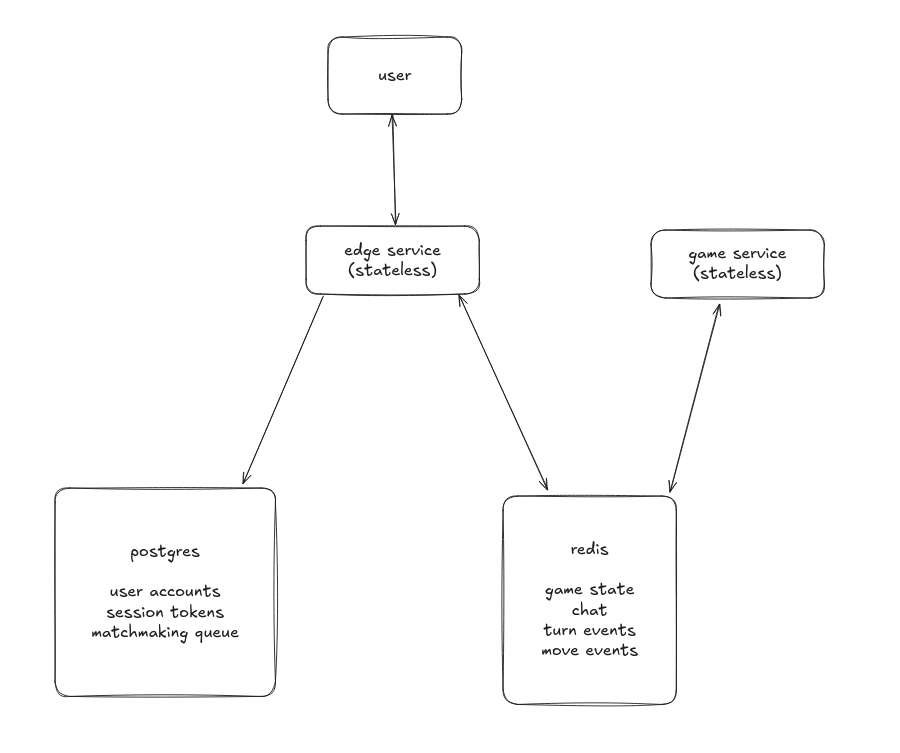 user
edge service
(stateless)
game service
(stateless)
postgres
user accounts
session tokens
matchmaking queue
redis
game state
chat
turn events
move events